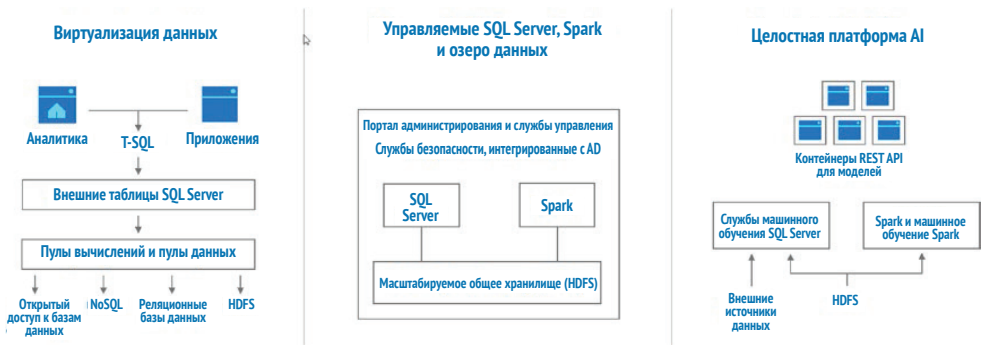 Виртуализация данных
Аналитика
T-SQL
Приложения
Внешние таблицы SQL Server
Пулы вычислений и пулы данных
Открытый
доступ к базам
данных
NoSQL
Реляционные
базы данных
HDFS
Управляемые SQL Server, Spark
и озеро данных
Портал администрирования и службы управления
Службы безопасности, интегрированные с AD
SQL
Server
Spark
Масштабируемое общее хранилище (HDFS)
Целостная платформа AI
Контейнеры REST API
для моделей
Службы машинного
обучения SQL Server
Spark и машинное
обучение Spark
Внешние
источники
данных
HDFS